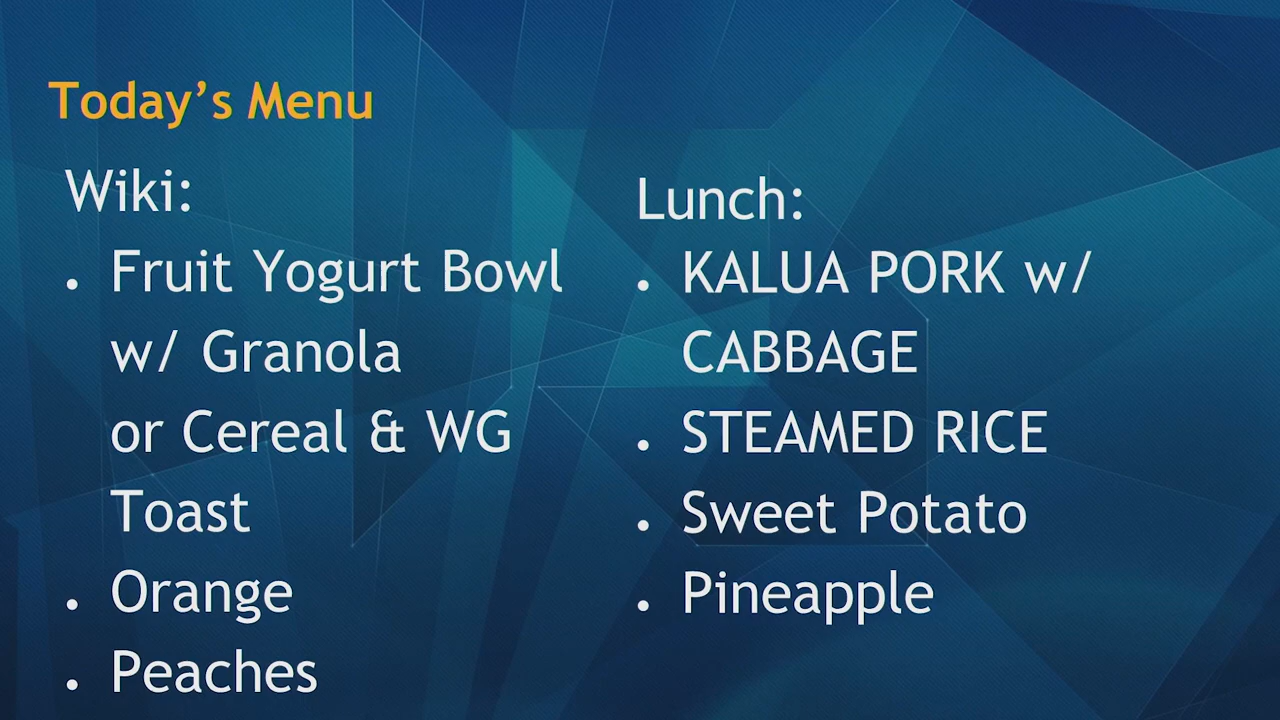 Today’s Menu
Wiki:
• Fruit Yogurt Bowl
w/ Granola
or Cereal & WG
Toast
• Orange
• Peaches
Lunch:
• KALUA PORK w/
CABBAGE
• STEAMED RICE
• Sweet Potato
• Pineapple